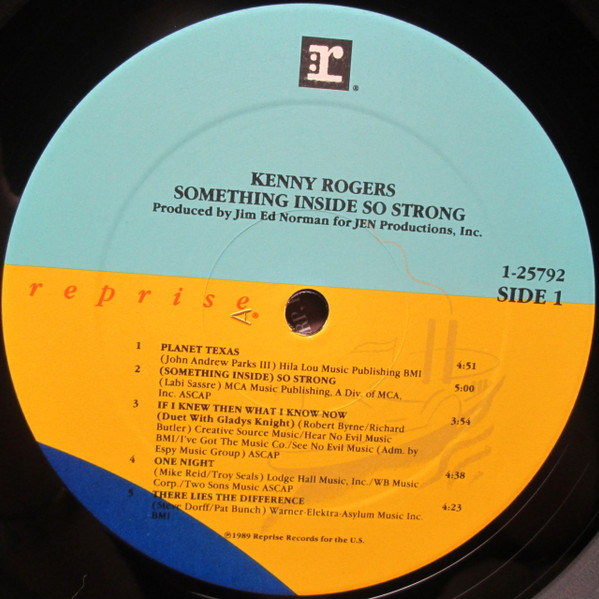 r
®
KENNY ROGERS
SOMETHING INSIDE SO STRONG
Produced by Jim Ed Norman for JEN Productions, Inc.
1-25792
SIDE 1
reprise
A
1 PLANET TEXAS
(John Andrew Parks III) Hila Lou Music Publishing BMI 4:51
2 (SOMETHING INSIDE) SO STRONG
(Labi Sassre) MCA Music Publishing, A Div. of MCA, 5:00
Inc. ASCAP
3 IF I KNEW THEN WHAT I KNOW NOW
(Duet With Gladys Knight) (Robert Byrne/Richard 3:54
Butler) Creative Source Music/Hear No Evil Music
BMI/I've Got The Music Co./See No Evil Music (Adm. by
Espy Music Group) ASCAP
4 ONE NIGHT
(Mike Reid/Troy Seals) Lodge Hall Music, Inc./WB Music 4:38
Corp./Two Sons Music ASCAP
5 THERE LIES THE DIFFERENCE
(Steve Dorff/Pat Bunch) Warner-Elektra-Asylum Music Inc. 4:23
BMI
℗1989 Reprise Records for the U.S.